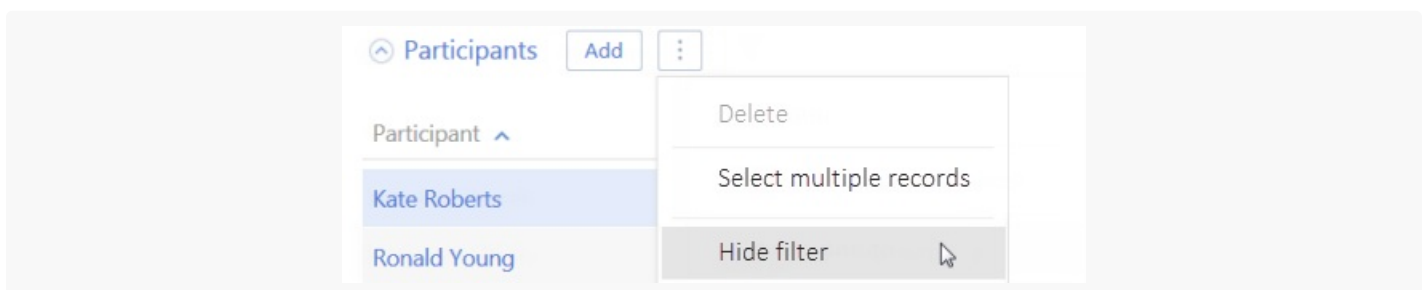 Participants Add
Delete
Participant
Select multiple records
Kate Roberts
Hide filter
Ronald Young